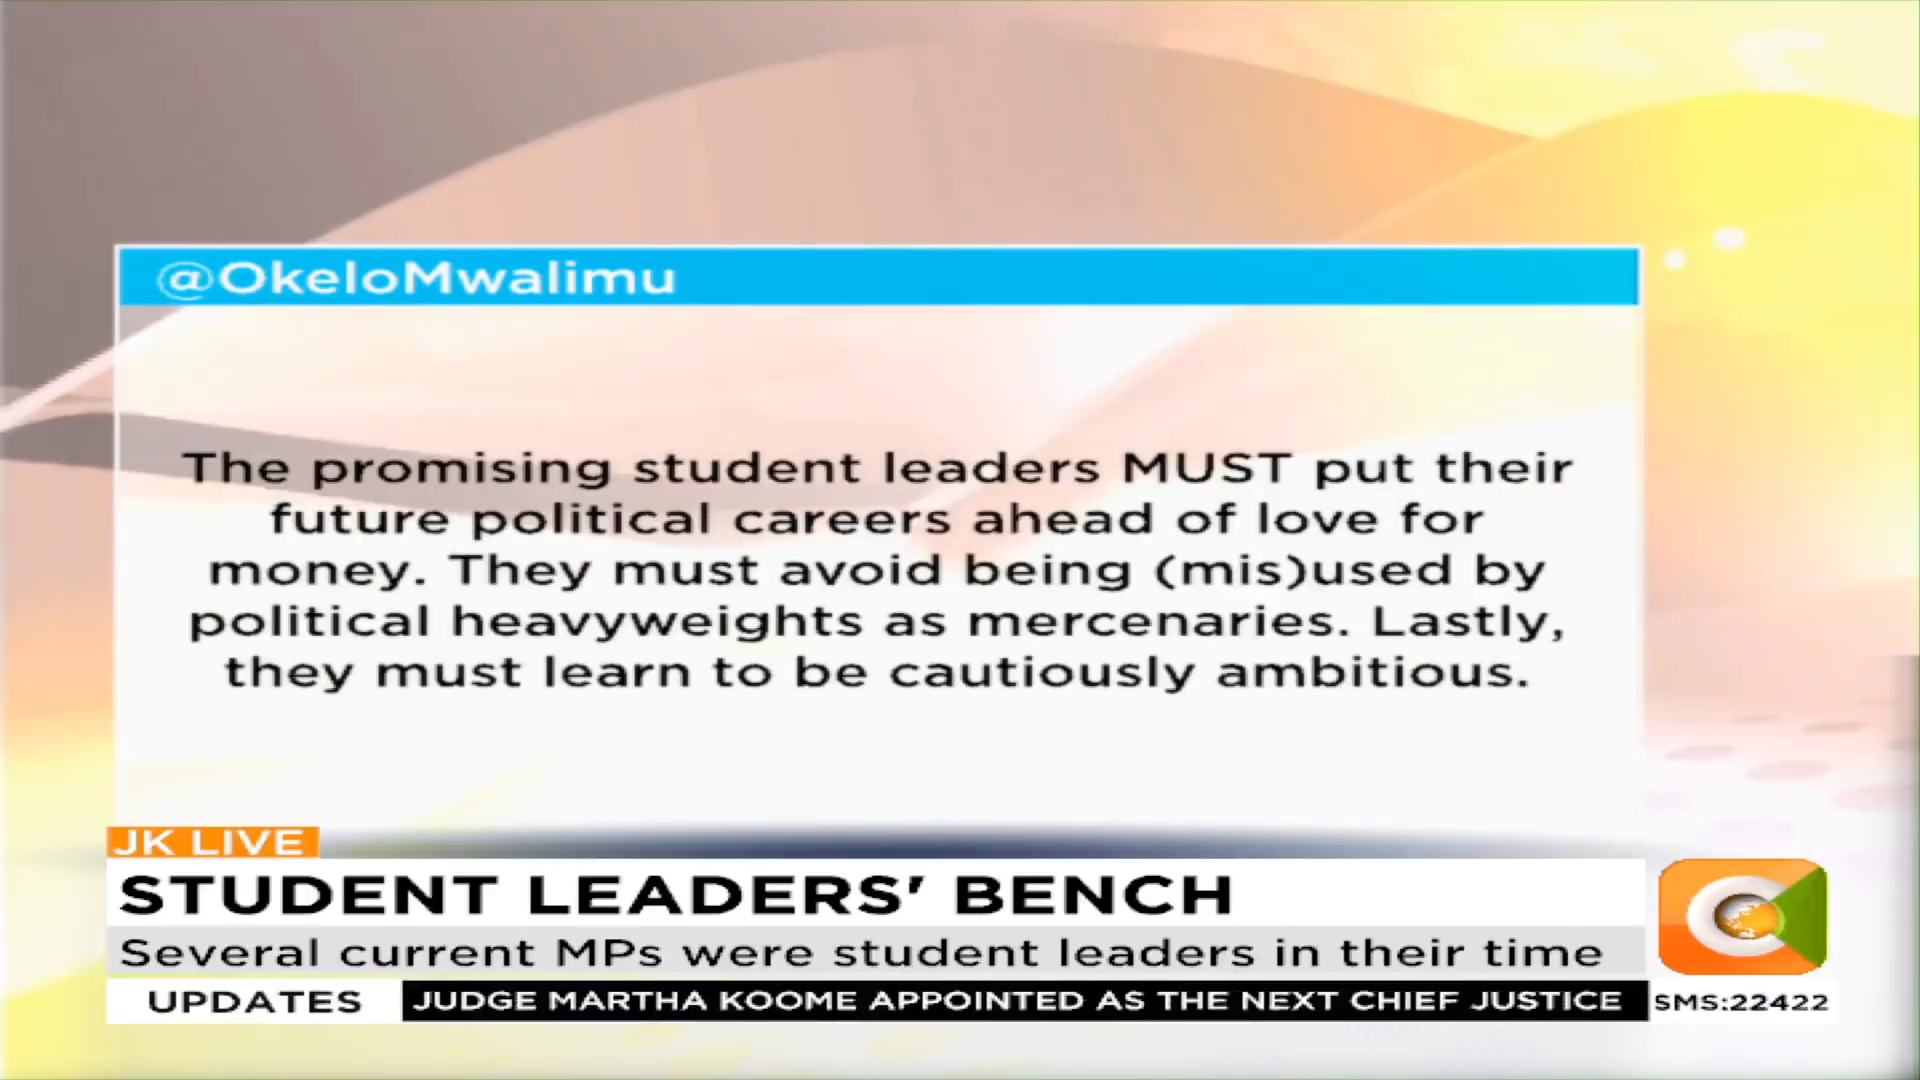 @OkeloMwalimu
The promising student leaders MUST put their
future political careers ahead of love for
money. They must avoid being (mis)used by
political heavyweights as mercenaries. Lastly,
they must learn to be cautiously ambitious.
JK LIVE
STUDENT LEADERS' BENCH
Several current MPs were student leaders in their time
UPDATES
JUDGE MARTHA KOOME APPOINTED AS THE NEXT CHIEF JUSTICE
SMS:22422